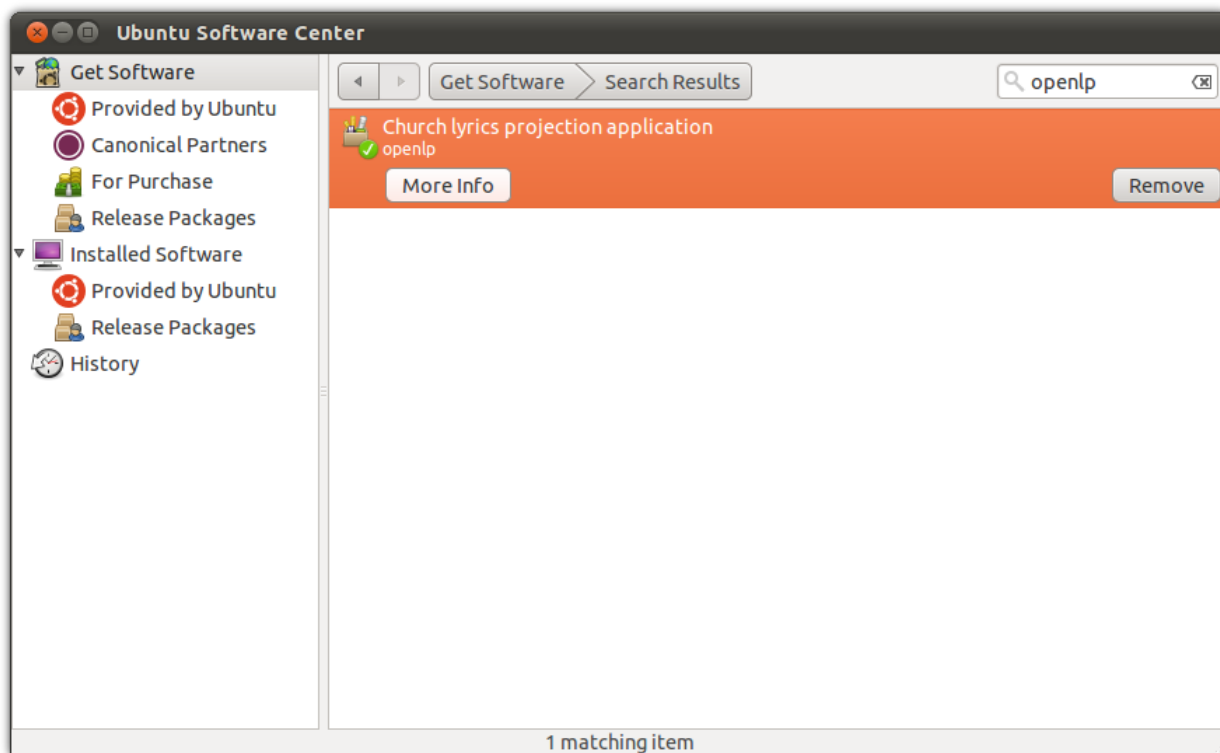 Ubuntu Software Center
Get Software
Provided by Ubuntu
Canonical Partners
For Purchase
Release Packages
Installed Software
Provided by Ubuntu
Release Packages
History
Get Software Search Results
openlp
Church lyrics projection application
openlp
More Info
Remove
1 matching item